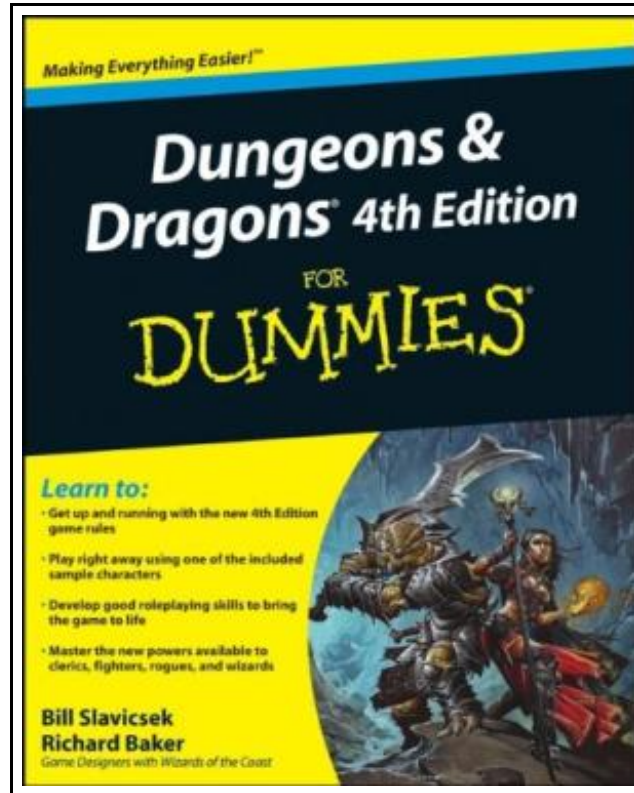 Making Everything Easier!™
Dungeons &
Dragons® 4th Edition
FOR
DUMMIES®
Learn to:
• Get up and running with the new 4th Edition
game rules
• Play right away using one of the included
sample characters
• Develop good roleplaying skills to bring
the game to life
• Master the new powers available to
clerics, fighters, rogues, and wizards
Bill Slavicsek
Richard Baker
Game Designers with Wizards of the Coast